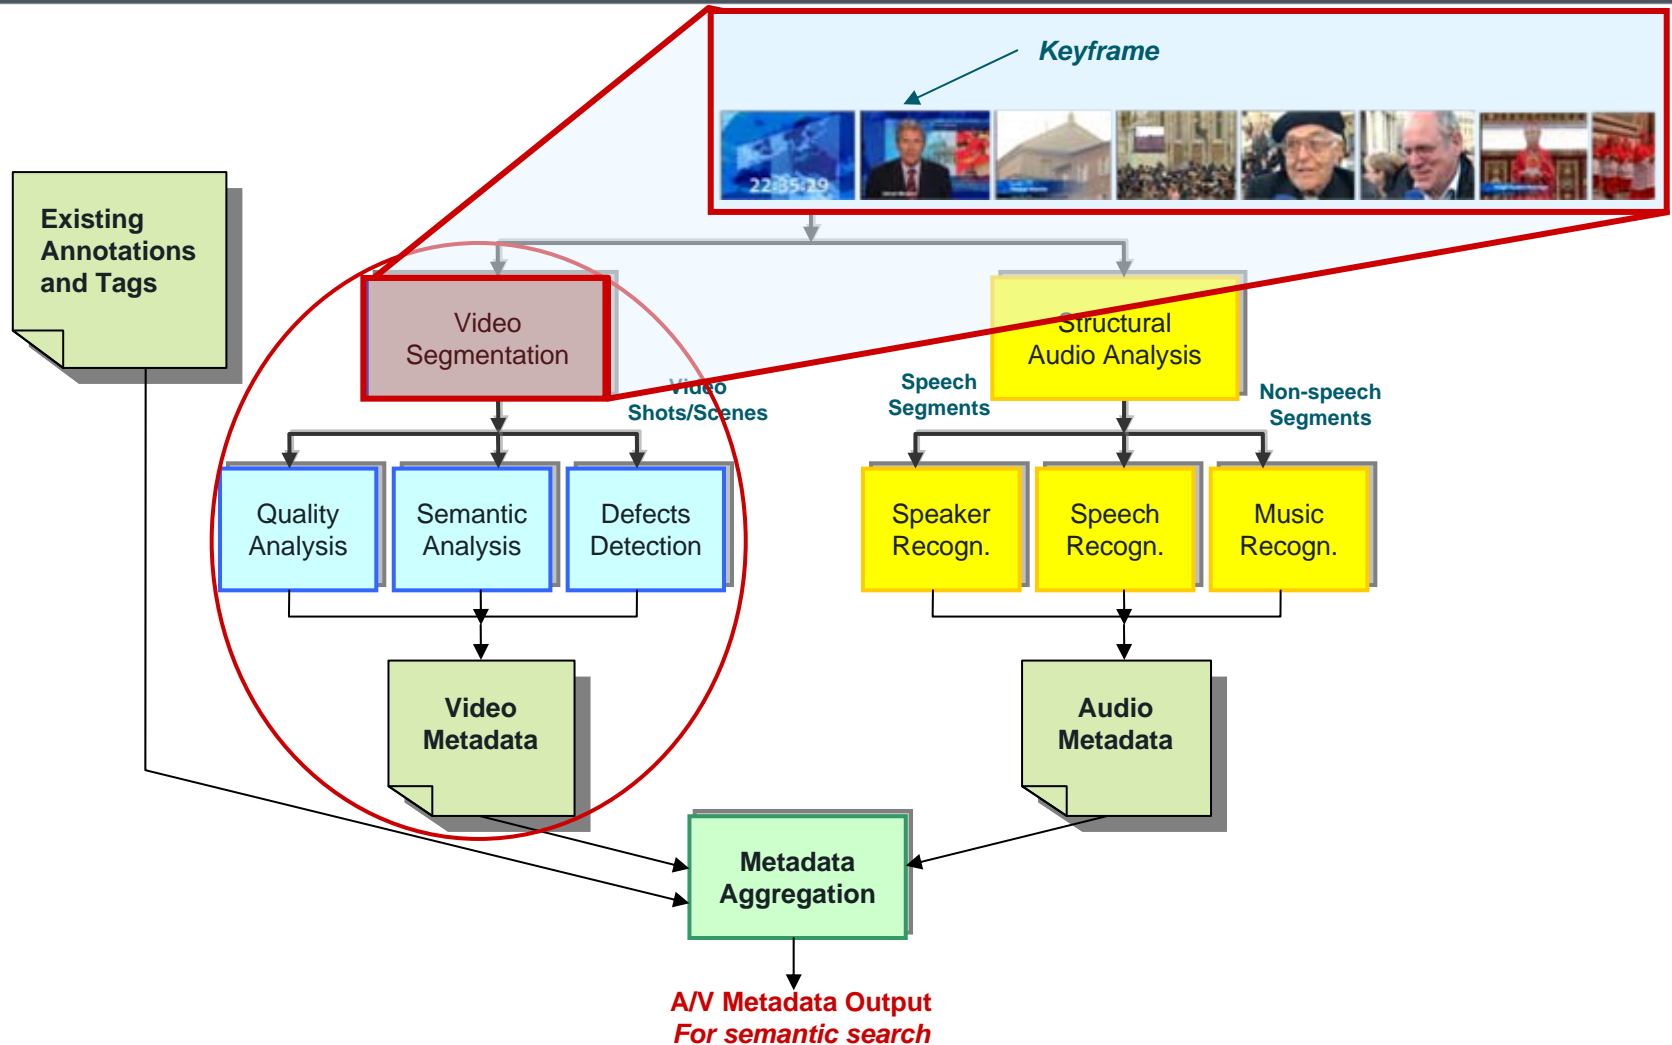 Keyframe
22:35:29
Existing
Annotations
and Tags
Video
Segmentation
Structural
Audio Analysis
Video
Shots/Scenes
Speech
Segments
Non-speech
Segments
Quality
Analysis
Semantic
Analysis
Defects
Detection
Speaker
Recogn.
Speech
Recogn.
Music
Recogn.
Video
Metadata
Audio
Metadata
Metadata
Aggregation
A/V Metadata Output
For semantic search